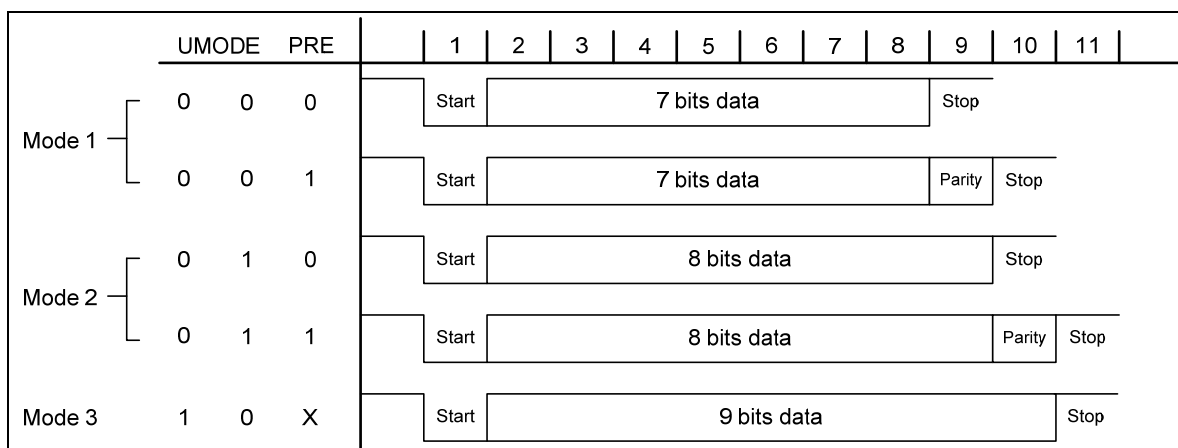 UMODE PRE 1 2 3 4 5 6 7 8 9 10 11
0 0 0 Start 7 bits data Stop
Mode 1
0 0 1 Start 7 bits data Parity Stop
0 1 0 Start 8 bits data Stop
Mode 2
0 1 1 Start 8 bits data Parity Stop
Mode 3 1 0 X Start 9 bits data Stop